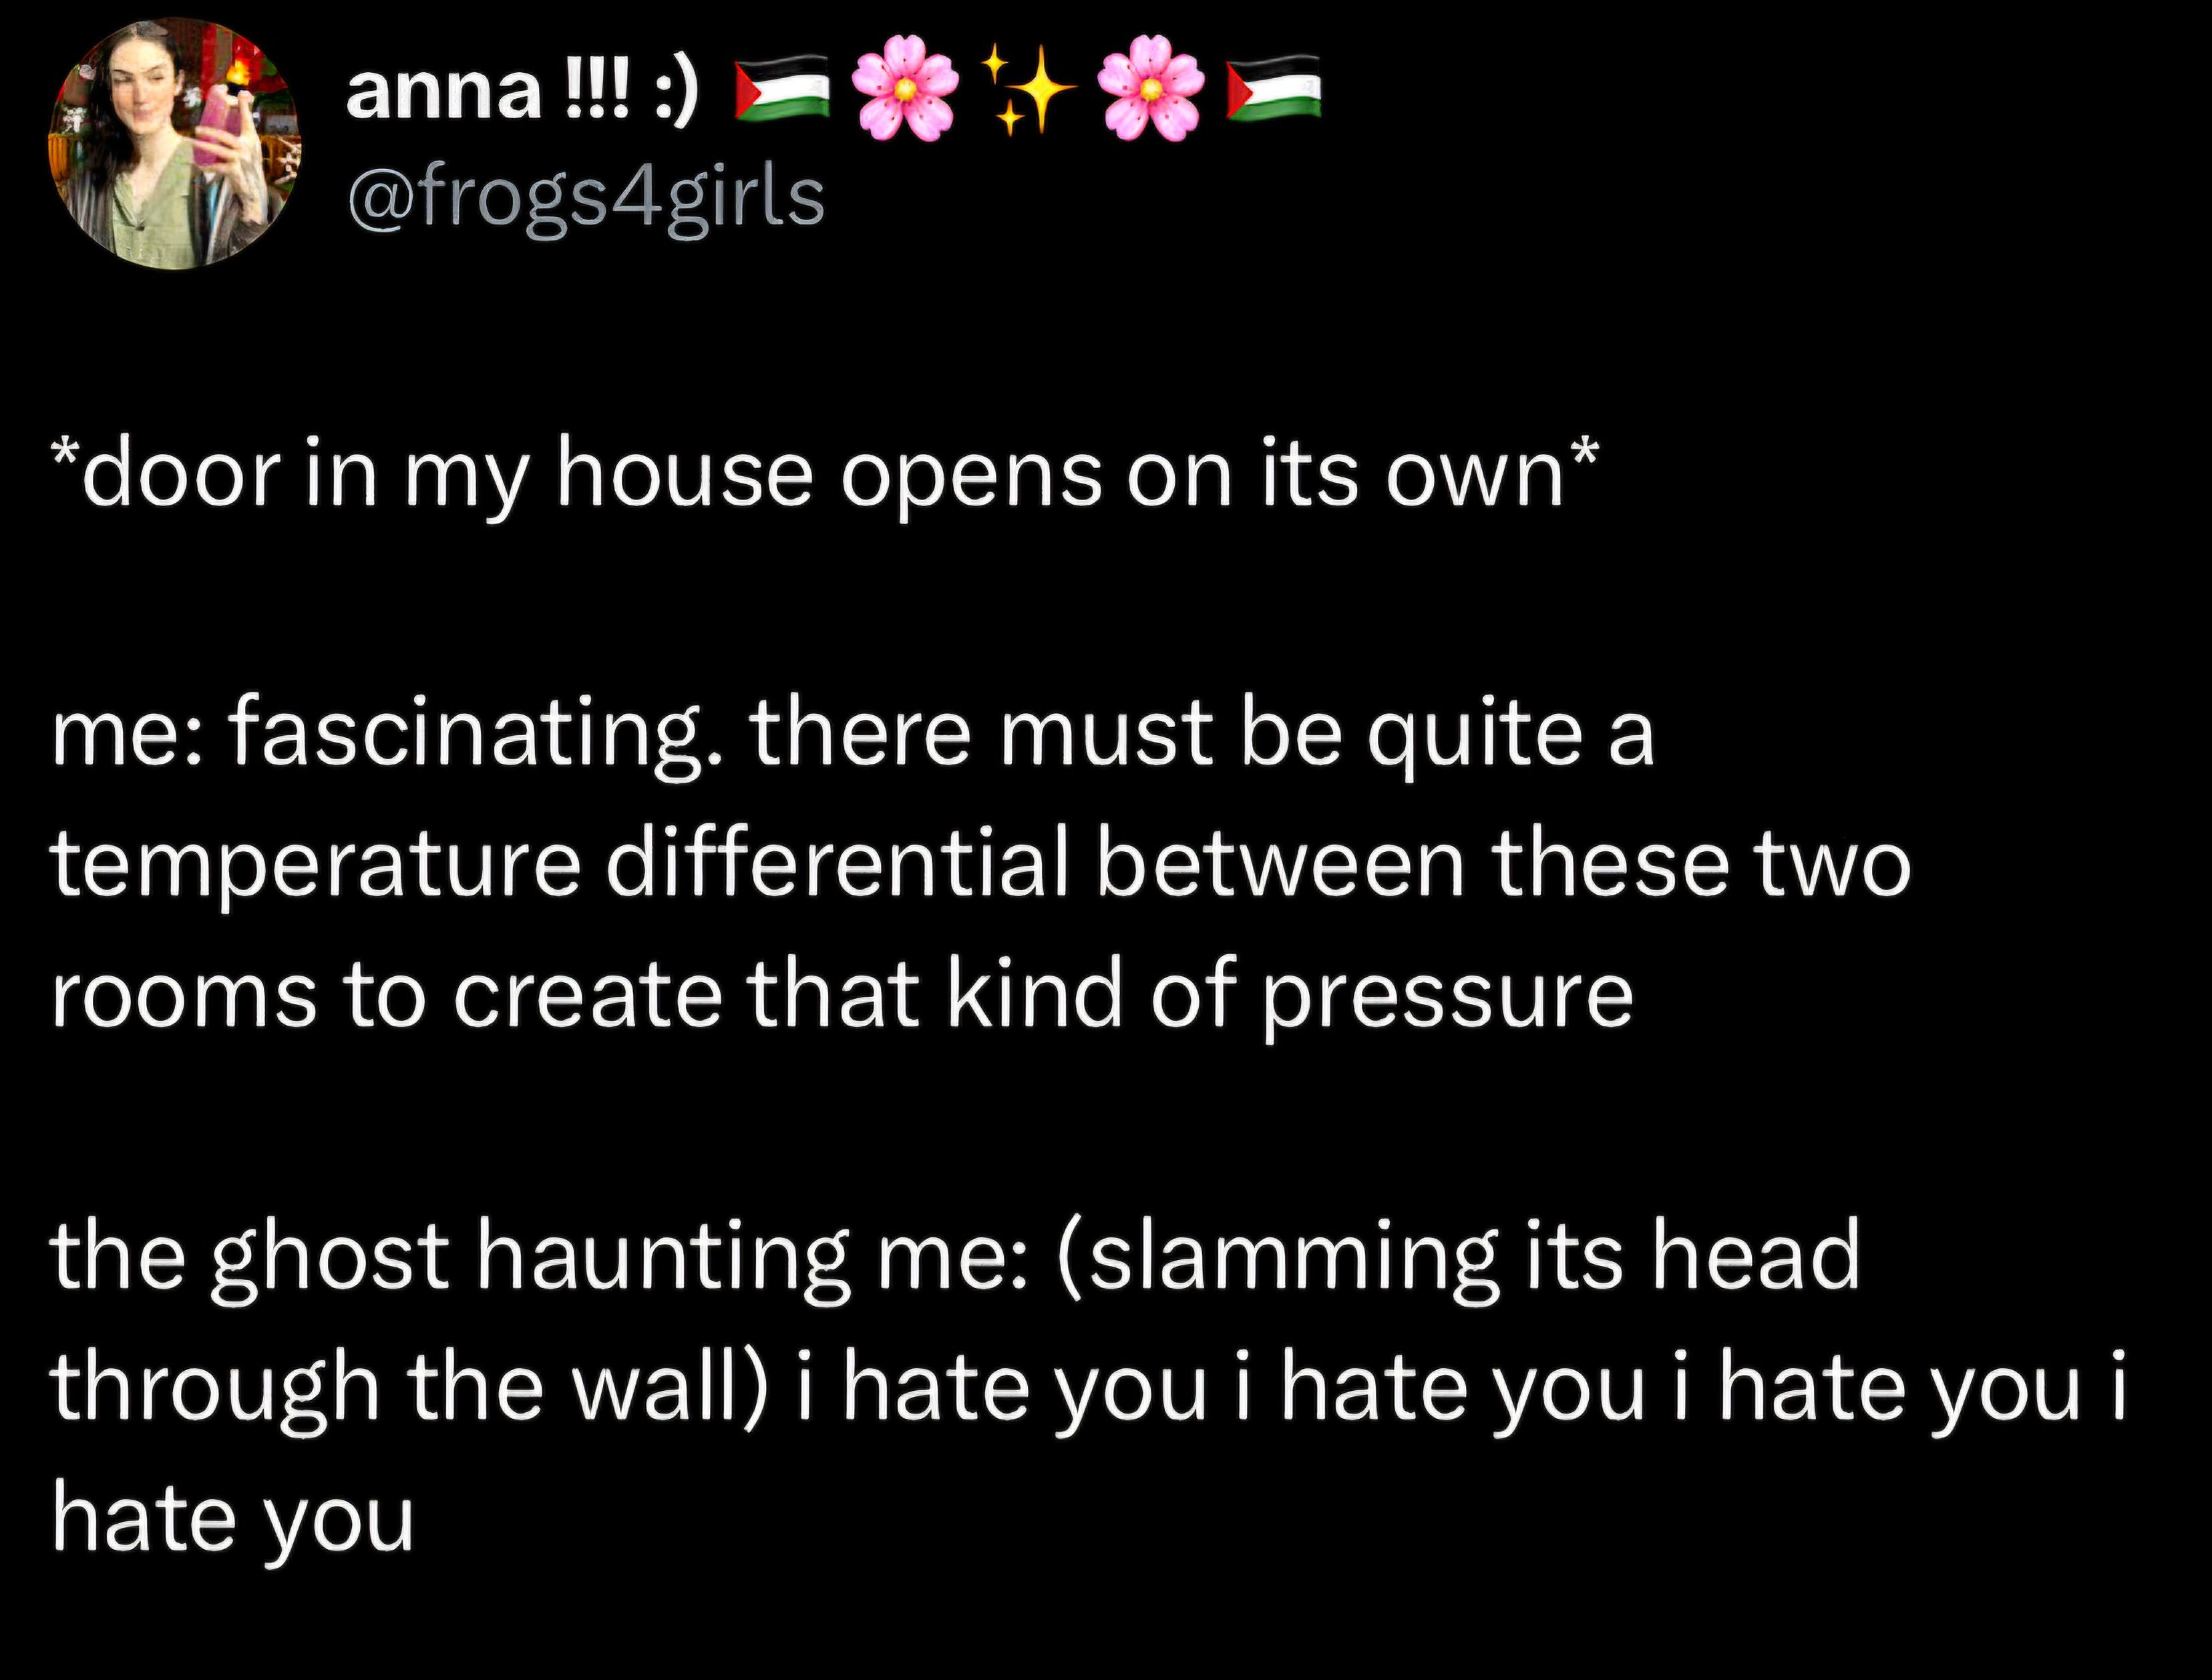 anna !!! :) 🇵🇸🌸✨🌸🇵🇸
@frogs4girls
*door in my house opens on its own*
me: fascinating. there must be quite a
temperature differential between these two
rooms to create that kind of pressure
the ghost haunting me: (slamming its head
through the wall) i hate you i hate you i hate you i
hate you